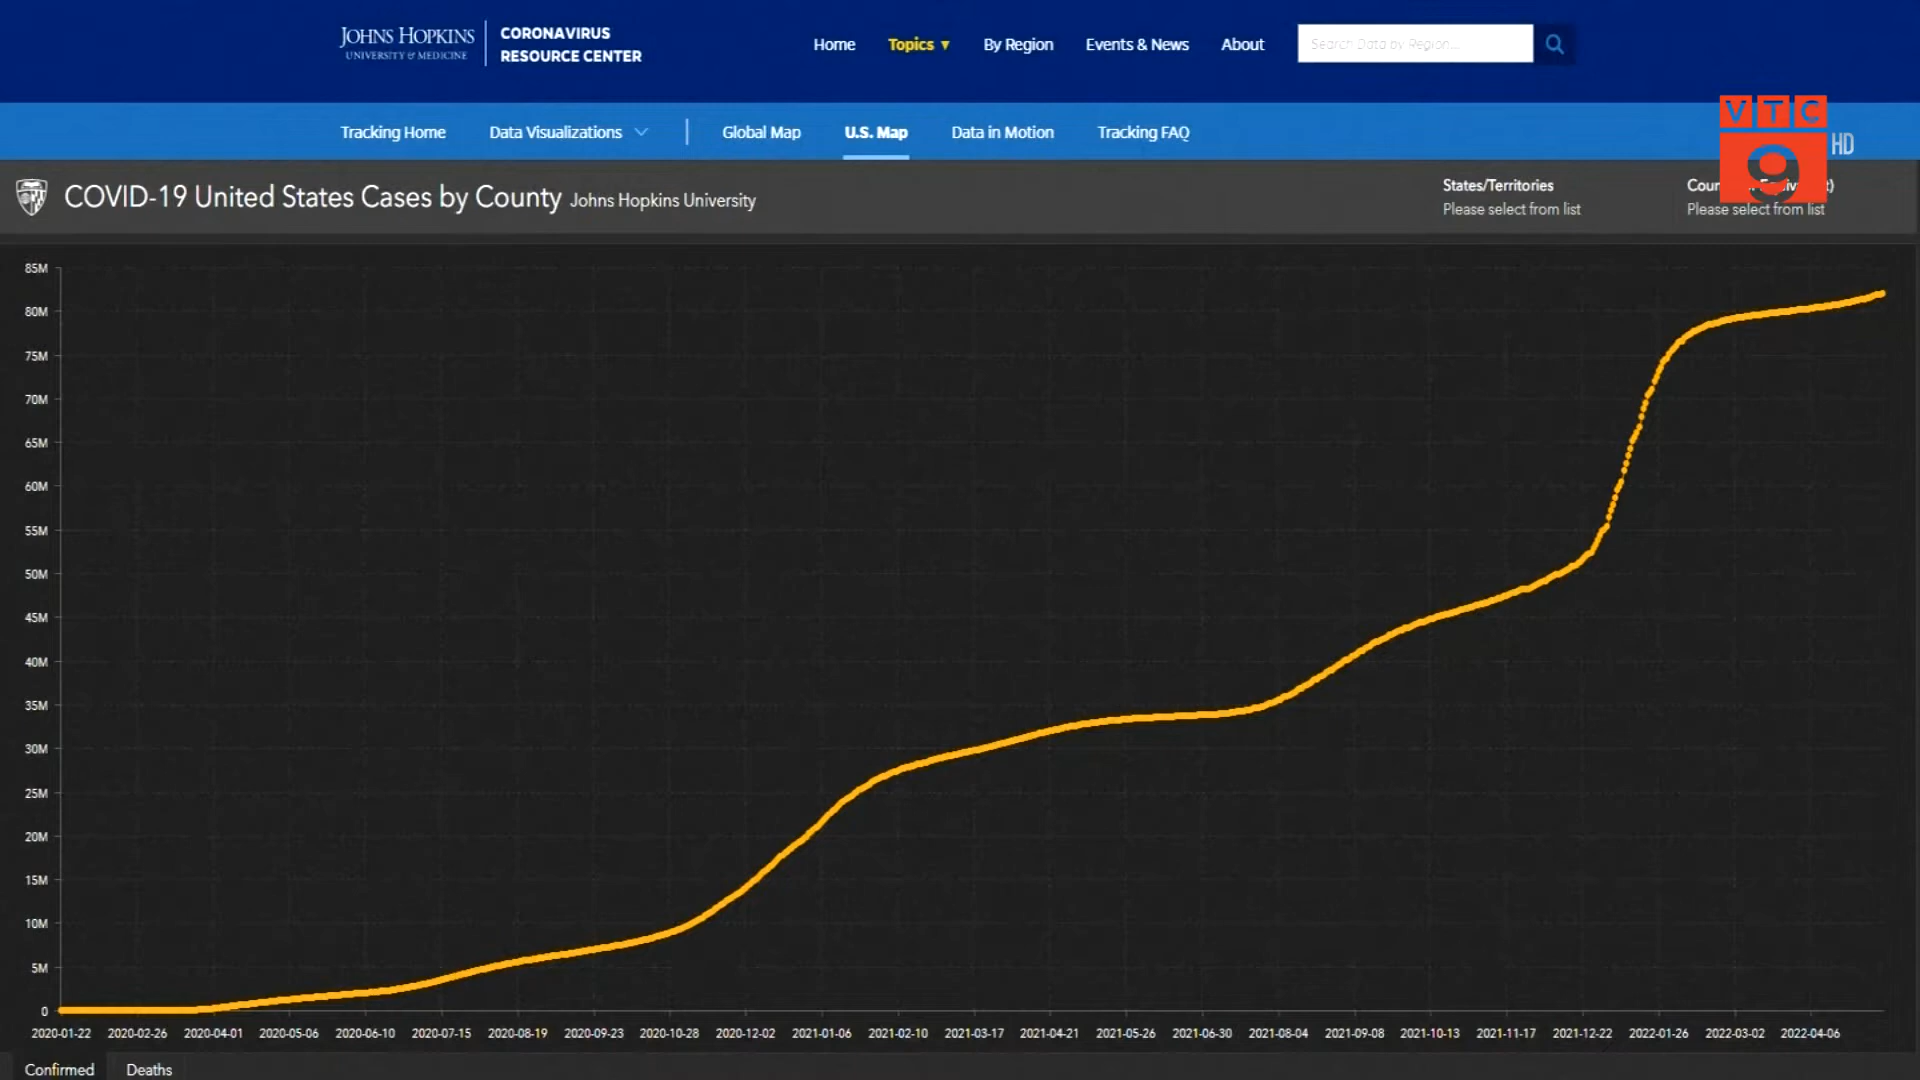 JOHNS HOPKINS
UNIVERSITY & MEDICINE
CORONAVIRUS
RESOURCE CENTER
Home
Topics ▼
By Region
Events & News
About
Search Data by Region...
VTC
9
HD
Tracking Home
Data Visualizations
Global Map
U.S. Map
Data in Motion
Tracking FAQ
COVID-19 United States Cases by County Johns Hopkins University
States/Territories
Please select from list
Please select from list
85M
80M
75M
70M
65M
60M
55M
50M
45M
40M
35M
30M
25M
20M
15M
10M
5M
0
2020-01-22 2020-02-26 2020-04-01 2020-05-06 2020-06-10 2020-07-15 2020-08-19 2020-09-23 2020-10-28 2020-12-02 2021-01-06 2021-02-10 2021-03-17 2021-04-21 2021-05-26 2021-06-30 2021-08-04 2021-09-08 2021-10-13 2021-11-17 2021-12-22 2022-01-26 2022-03-02 2022-04-06
Confirmed Deaths